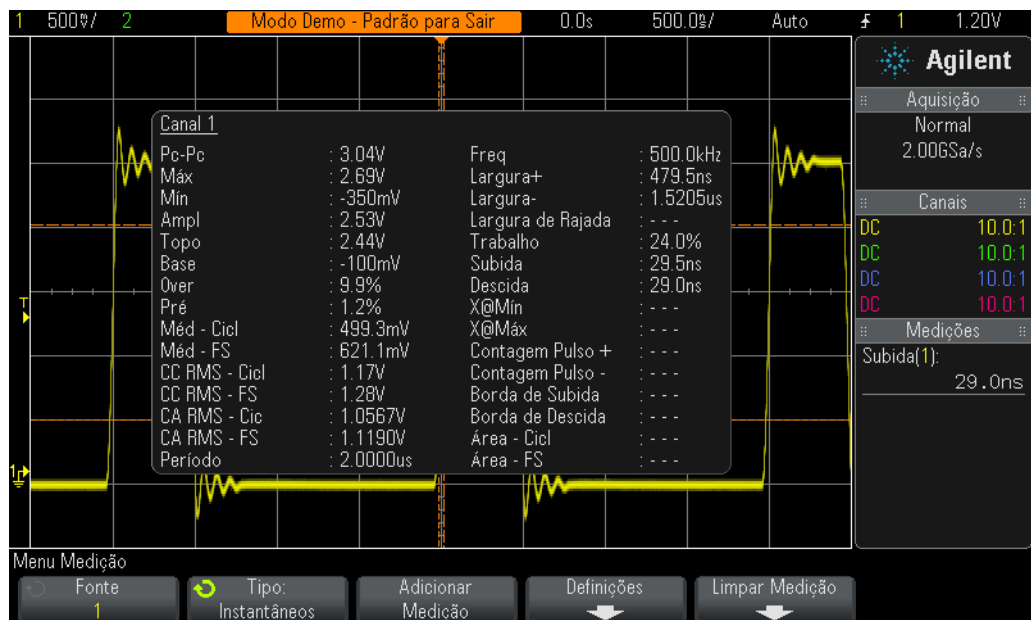 1 500♈/ 2 Modo Demo - Padrão para Sair 0.0s 500.0♈/ Auto 1 1.20V
Agilent
Aquisição
Normal
2.00GSa/s
Canais
DC 10.0:1
DC 10.0:1
DC 10.0:1
DC 10.0:1
Medições
Subida(1):
29.0ns
T
1
Canal 1
Pc-Pc : 3.04V
Máx : 2.69V
Mín : -350mV
Ampl : 2.53V
Topo : 2.44V
Base : -100mV
Over : 9.9%
Pré : 1.2%
Méd - Cicl : 499.3mV
Méd - FS : 621.1mV
CC RMS - Cicl : 1.17V
CC RMS - FS : 1.28V
CA RMS - Cic : 1.0567V
CA RMS - FS : 1.1190V
Período : 2.0000us
Freq : 500.0kHz
Largura+ : 479.5ns
Largura- : 1.5205us
Largura de Rajada : - - -
Trabalho : 24.0%
Subida : 29.5ns
Descida : 29.0ns
X@Mín : - - -
X@Máx : - - -
Contagem Pulso + : - - -
Contagem Pulso - : - - -
Borda de Subida : - - -
Borda de Descida : - - -
Área - Cicl : - - -
Área - FS : - - -
Menu Medição
Fonte
1
Tipo:
Instantâneos
Adicionar
Medição
Definições
Limpar Medição